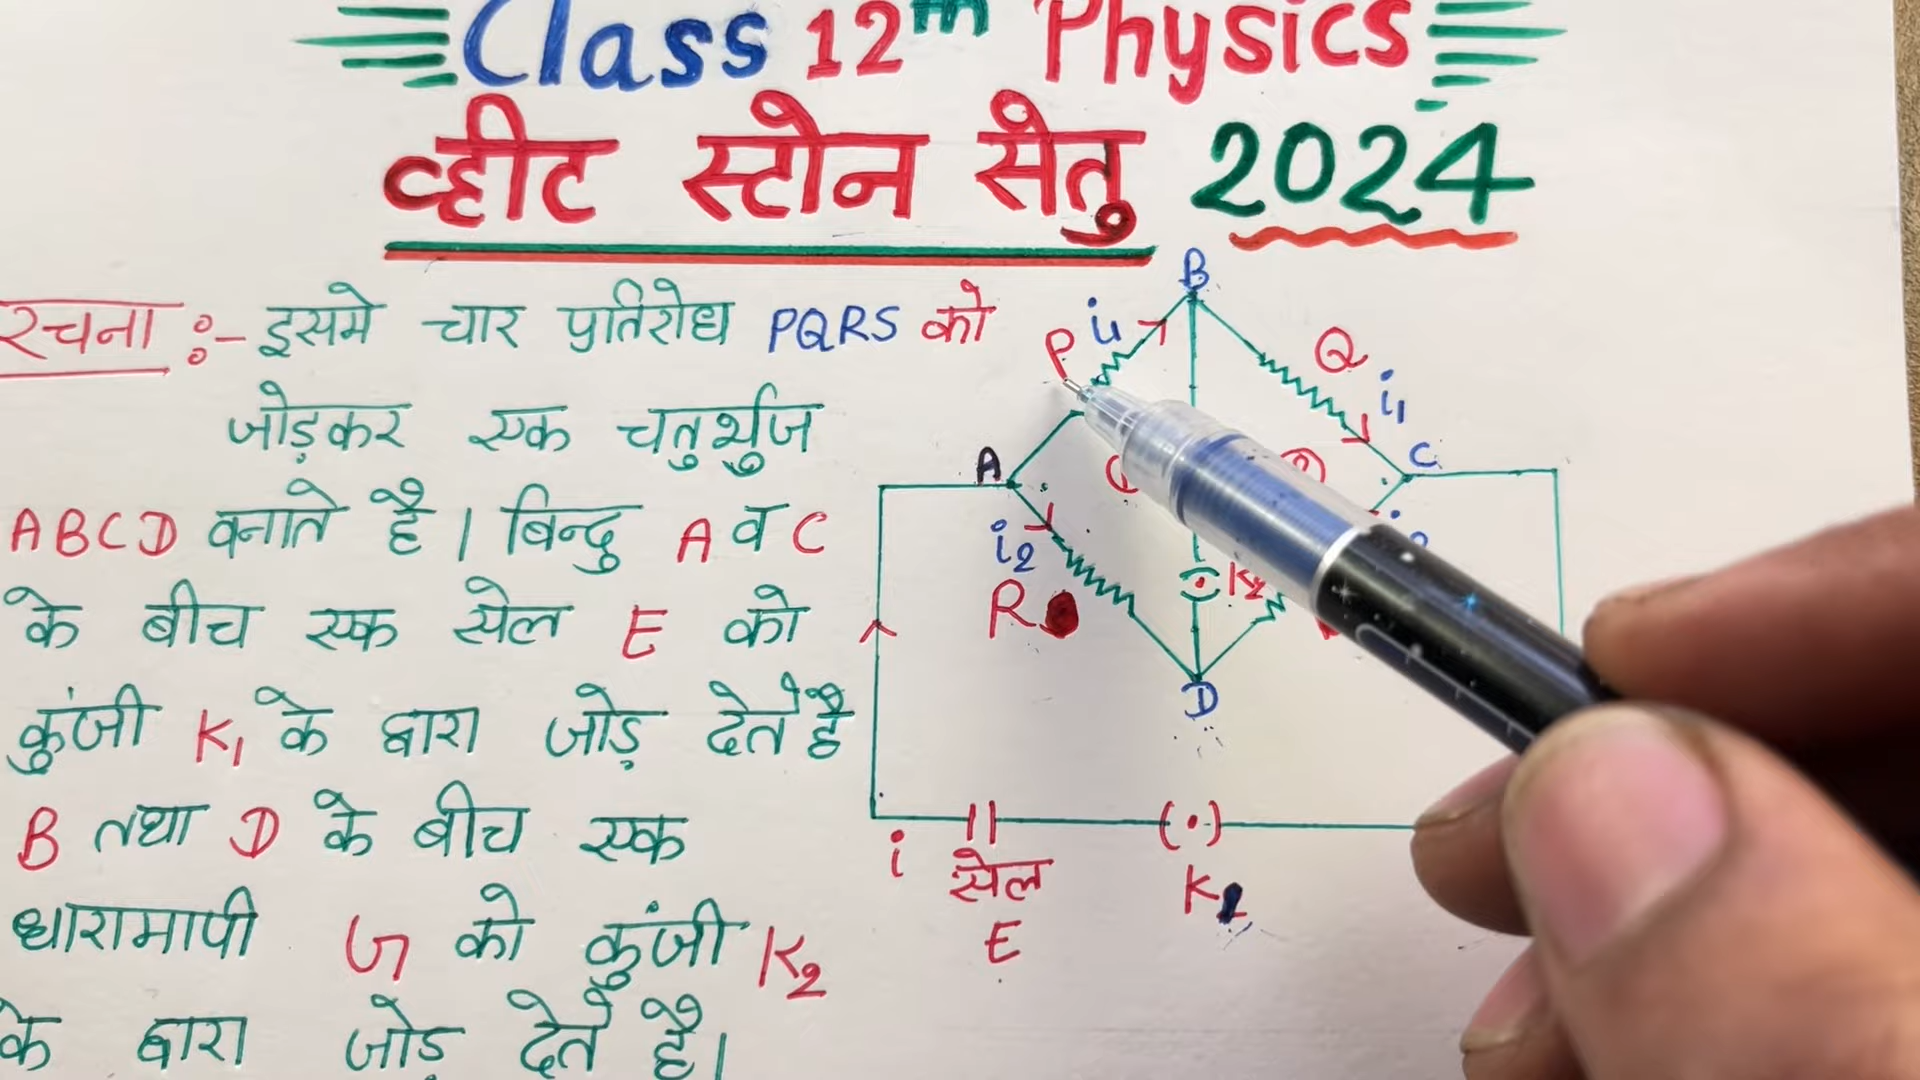 Class 12th Physics
व्हीट स्टोन सेतु 2024
रचना :- इसमे चार प्रतिरोध PQRS को
जोड़कर एक चतुर्भुज
ABCD बनाते है। बिन्दु A व C
के बीच एक सेल E को
कुंजी K1 के द्वारा जोड़ देते है
B तथा D के बीच एक
धारामापी G को कुंजी K2
के द्वारा जोड़ देते है।
B
P i1
Q
i1
A
C
i2
R
K2
D
i
सेल
E
K1